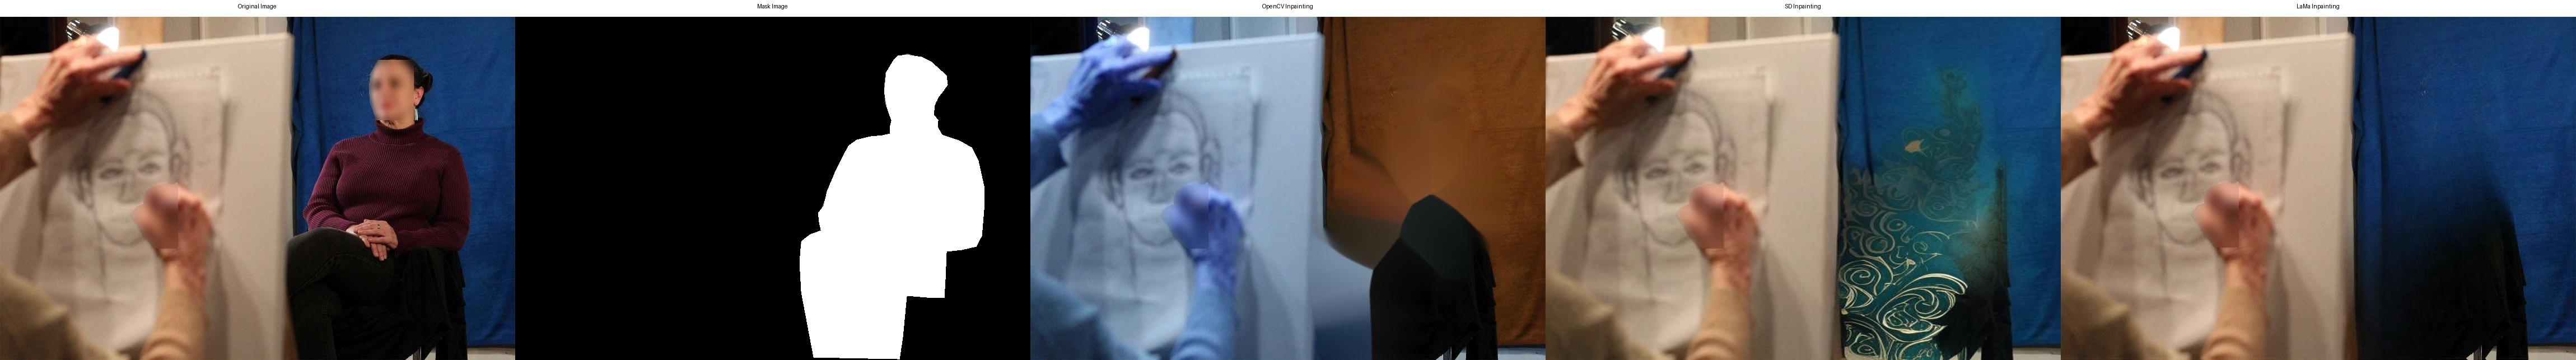 Original Image
Mask Image
OpenCV Inpainting
SD Inpainting
LaMa Inpainting